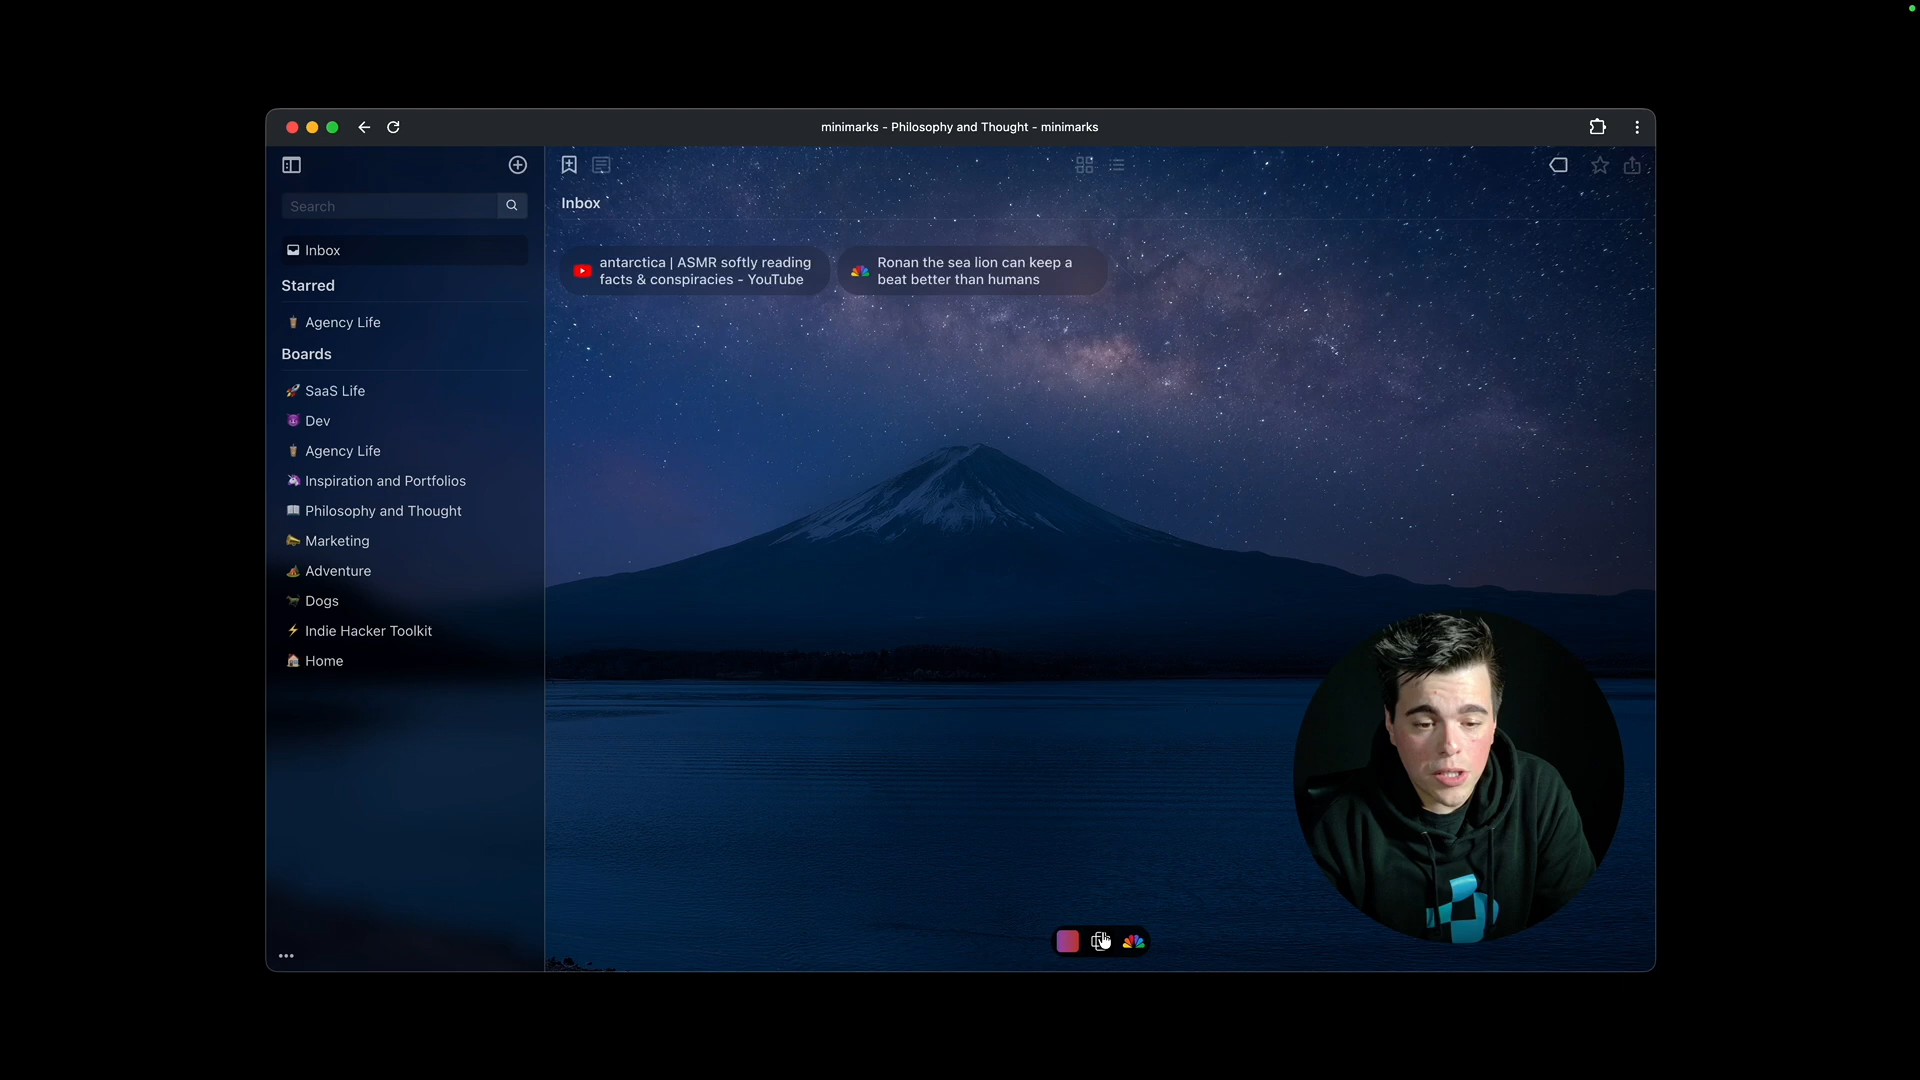 minimarks - Philosophy and Thought - minimarks
Search
Inbox
Starred
Agency Life
Boards
SaaS Life
Dev
Agency Life
Inspiration and Portfolios
Philosophy and Thought
Marketing
Adventure
Dogs
Indie Hacker Toolkit
Home
Inbox
antarctica | ASMR softly reading
facts & conspiracies - YouTube
Ronan the sea lion can keep a
beat better than humans